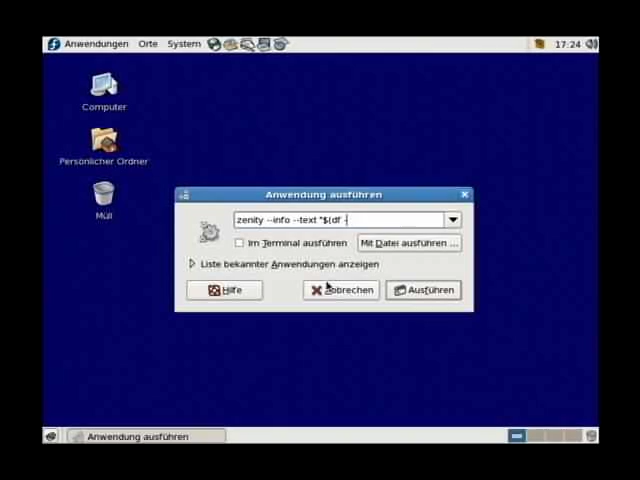 Anwendungen Orte System 17:24
Computer
Persönlicher Ordner
Müll
Anwendung ausführen
zenity --info --text "$(df -
Im Terminal ausführen Mit Datei ausführen ...
Liste bekannter Anwendungen anzeigen
Hilfe Abbrechen Ausführen
Anwendung ausführen